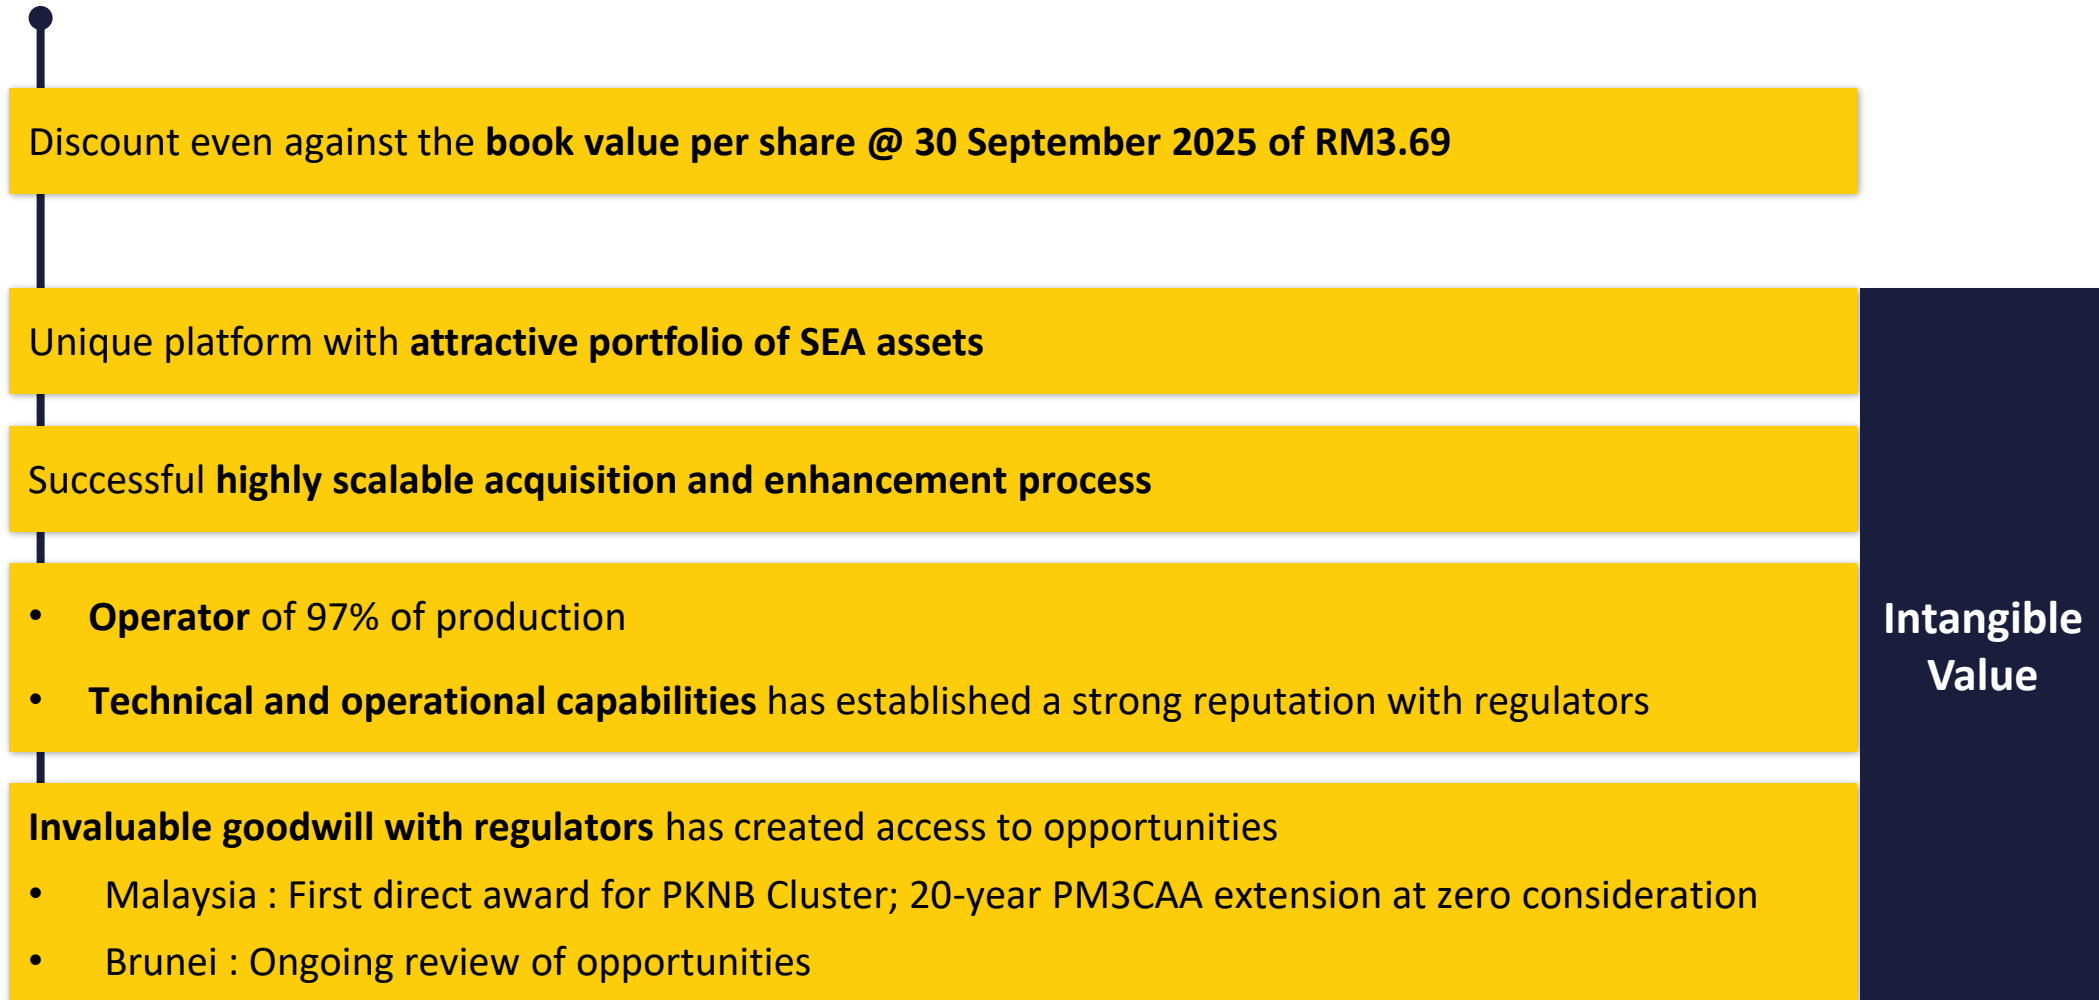 Discount even against the book value per share @ 30 September 2025 of RM3.69
Unique platform with attractive portfolio of SEA assets
Successful highly scalable acquisition and enhancement process
• Operator of 97% of production
• Technical and operational capabilities has established a strong reputation with regulators
Invaluable goodwill with regulators has created access to opportunities
• Malaysia : First direct award for PKNB Cluster; 20-year PM3CAA extension at zero consideration
• Brunei : Ongoing review of opportunities
Intangible
Value